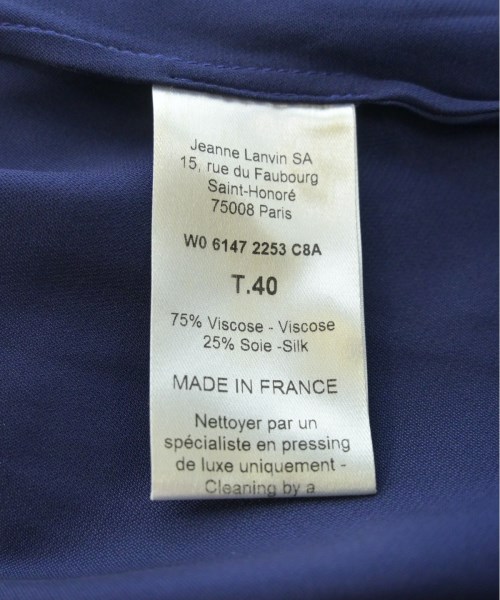 Jeanne Lanvin SA
15, rue du Faubourg
Saint-Honoré
75008 Paris
W0 6147 2253 C8A
T.40
75% Viscose - Viscose
25% Soie -Silk
MADE IN FRANCE
Nettoyer par un
spécialiste en pressing
de luxe uniquement -
Cleaning by a